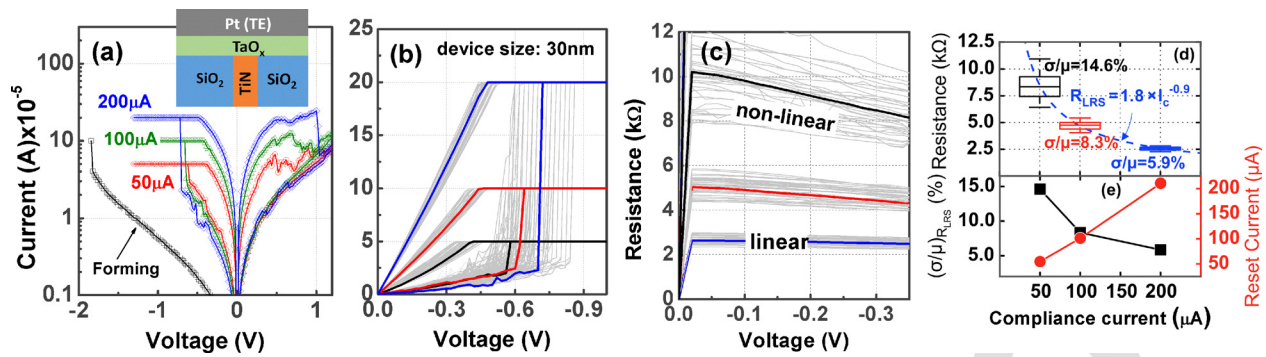 (a)
Pt (TE)
TaOx
SiO2
TiN
SiO2
200μA
100μA
50μA
Forming
Current (A)x10-5
100
10
1
0.1
-2
-1
0
1
Voltage (V)
(b)
device size: 30nm
25
20
15
10
5
0
0.0
-0.3
-0.6
-0.9
Voltage (V)
(c)
non-linear
linear
Resistance (kΩ)
12
10
8
6
4
2
0.0
-0.1
-0.2
-0.3
Voltage (V)
(d)
σ/μ=14.6%
RLRS=1.8×Ic-0.9
σ/μ=8.3%
σ/μ=5.9%
Resistance (kΩ)
12.5
10.0
7.5
5.0
2.5
(e)
(σ/μ)RLRS (%)
15.0
10.0
5.0
200
150
100
50
Reset Current (μA)
50
100
150
200
Compliance current (μA)